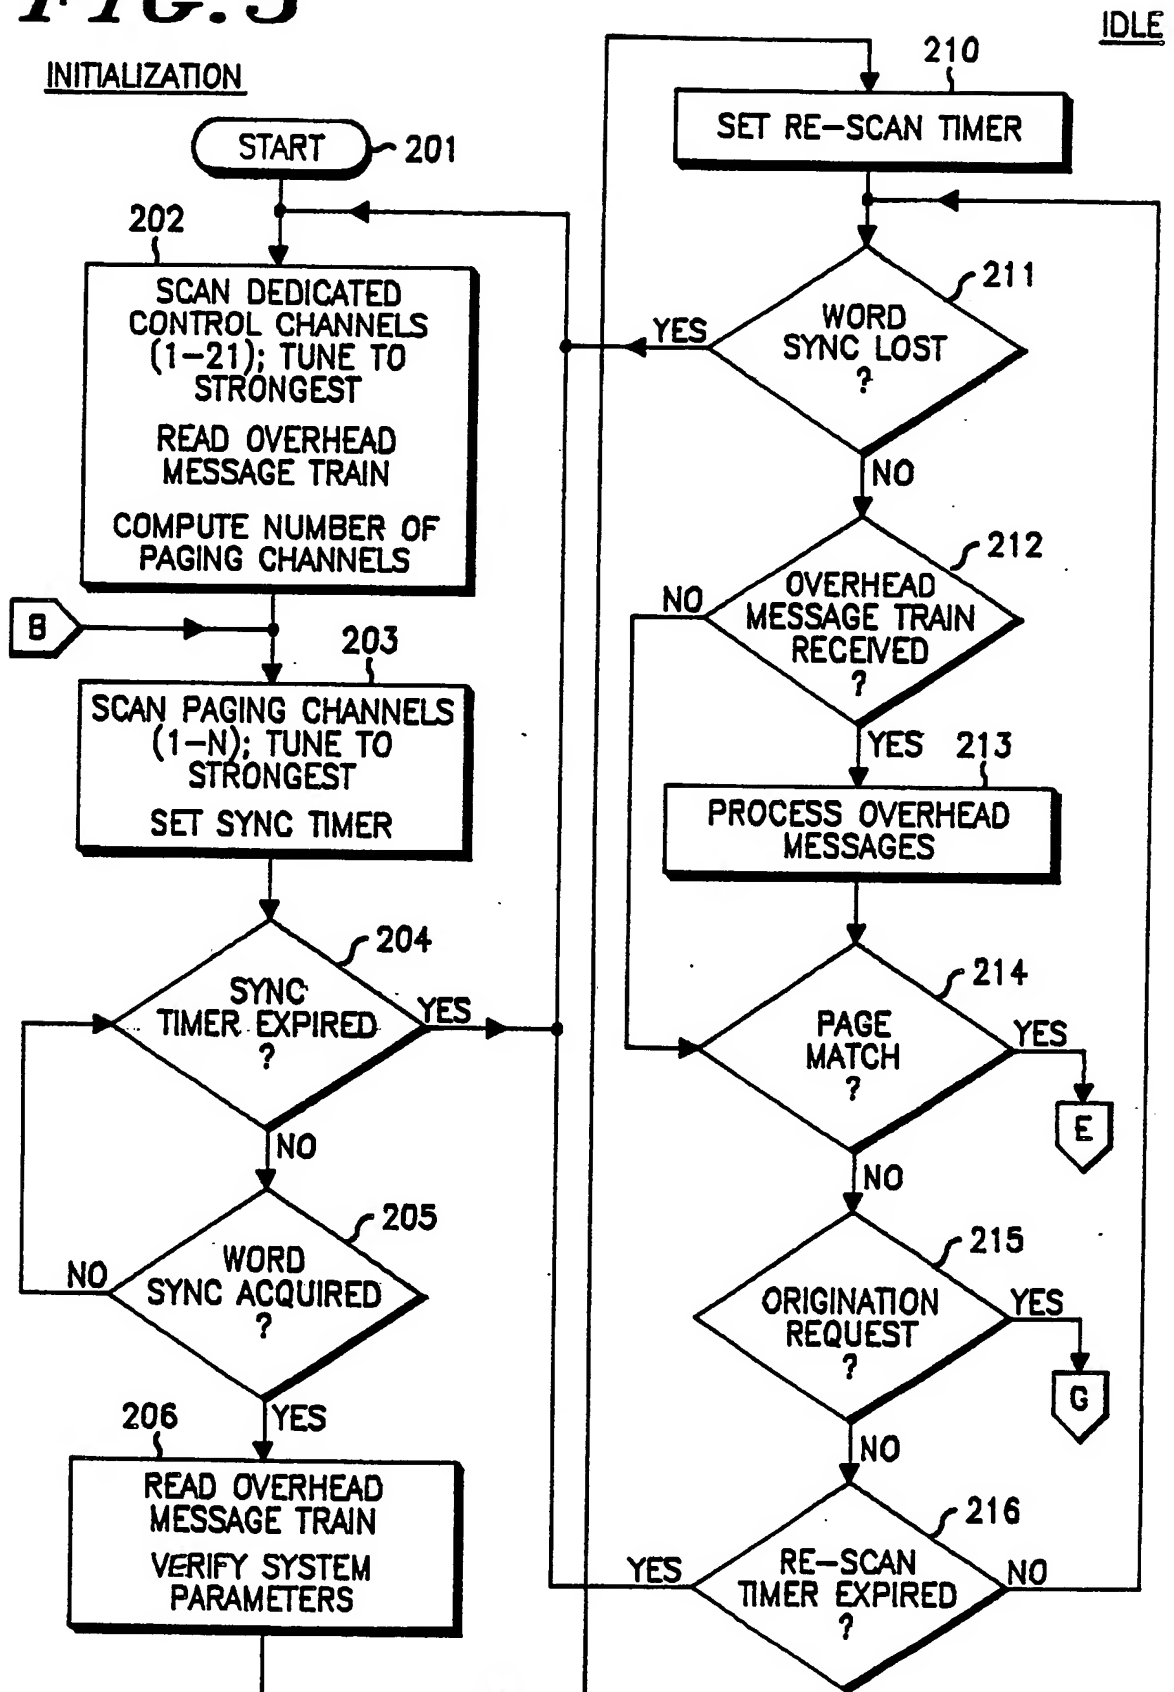 FIG. 3
INITIALIZATION
START
201
202
SCAN DEDICATED
CONTROL CHANNELS
(1-21); TUNE TO
STRONGEST
READ OVERHEAD
MESSAGE TRAIN
COMPUTE NUMBER OF
PAGING CHANNELS
B
203
SCAN PAGING CHANNELS
(1-N); TUNE TO
STRONGEST
SET SYNC TIMER
204
SYNC
TIMER EXPIRED
?
YES
NO
205
WORD
SYNC ACQUIRED
?
NO
YES
206
READ OVERHEAD
MESSAGE TRAIN
VERIFY SYSTEM
PARAMETERS
IDLE
210
SET RE-SCAN TIMER
211
WORD
SYNC LOST
?
YES
NO
212
OVERHEAD
MESSAGE TRAIN
RECEIVED
?
NO
YES
213
PROCESS OVERHEAD
MESSAGES
214
PAGE
MATCH
?
YES
E
NO
215
ORIGINATION
REQUEST
?
YES
G
NO
216
RE-SCAN
TIMER EXPIRED
?
YES
NO